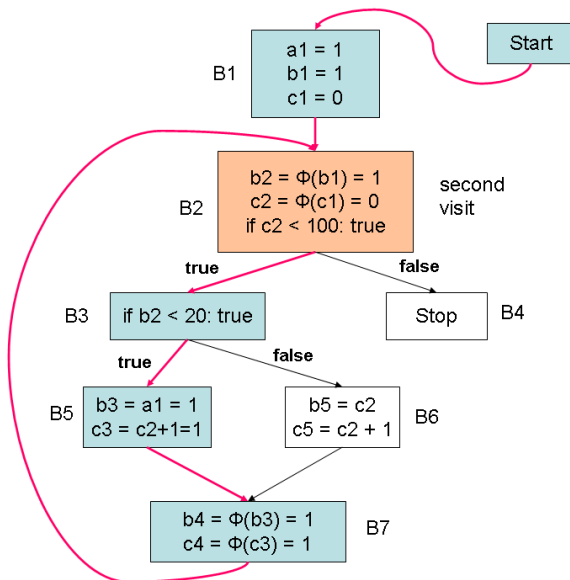 Start
B1
a1 = 1
b1 = 1
c1 = 0
B2
b2 = Φ(b1) = 1
c2 = Φ(c1) = 0
if c2 < 100: true
second
visit
true
false
B3
if b2 < 20: true
Stop
B4
true
false
B5
b3 = a1 = 1
c3 = c2+1=1
b5 = c2
c5 = c2 + 1
B6
b4 = Φ(b3) = 1
c4 = Φ(c3) = 1
B7